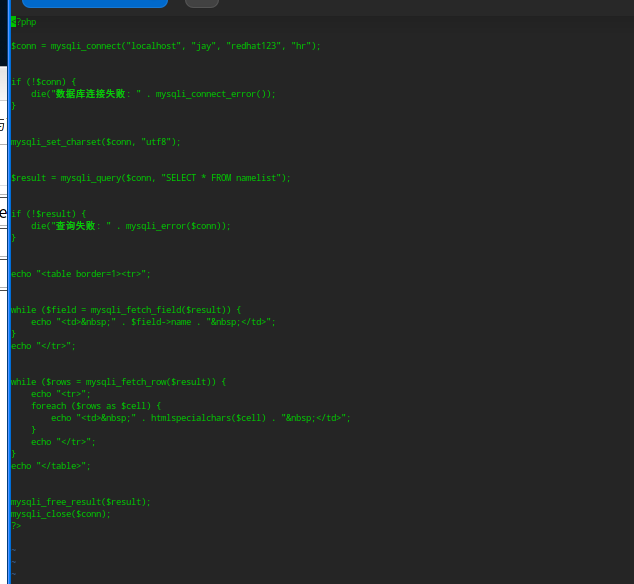 <?php
$conn = mysqli_connect("localhost", "jay", "redhat123", "hr");
if (!$conn) {
    die("数据库连接失败: " . mysqli_connect_error());
}
mysqli_set_charset($conn, "utf8");
$result = mysqli_query($conn, "SELECT * FROM namelist");
if (!$result) {
    die("查询失败: " . mysqli_error($conn));
}
echo "<table border=1><tr>";
while ($field = mysqli_fetch_field($result)) {
    echo "<td>&nbsp;" . $field->name . "&nbsp;</td>";
}
echo "</tr>";
while ($rows = mysqli_fetch_row($result)) {
    echo "<tr>";
    foreach ($rows as $cell) {
        echo "<td>&nbsp;" . htmlspecialchars($cell) . "&nbsp;</td>";
    }
    echo "</tr>";
}
echo "</table>";
mysqli_free_result($result);
mysqli_close($conn);
?>
~
~
~